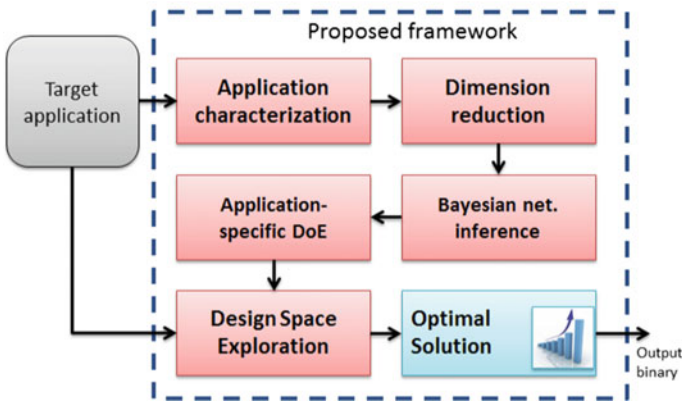 Proposed framework
Target
application
Application
characterization
Dimension
reduction
Application-
specific DoE
Bayesian net.
inference
Design Space
Exploration
Optimal
Solution
Output
binary